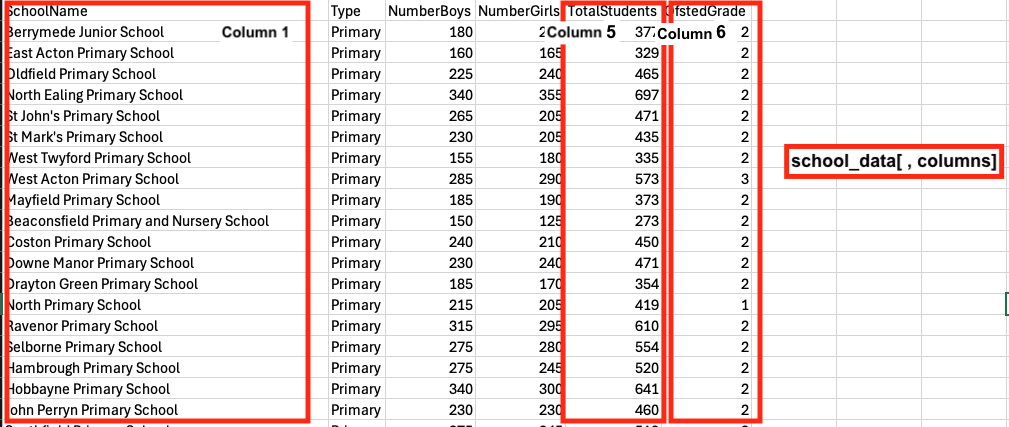 SchoolName Type NumberBoys NumberGirls TotalStudents OfstedGrade
Berrymede Junior School Column 1 Primary 180 Column 5 377 Column 6 2
East Acton Primary School Primary 160 165 329 2
Oldfield Primary School Primary 225 240 465 2
North Ealing Primary School Primary 340 355 697 2
St John's Primary School Primary 265 205 471 2
St Mark's Primary School Primary 230 205 435 2
West Twyford Primary School Primary 155 180 335 2
school_data[ , columns]
West Acton Primary School Primary 285 290 573 3
Mayfield Primary School Primary 185 190 373 2
Beaconsfield Primary and Nursery School Primary 150 125 273 2
Coston Primary School Primary 240 210 450 2
Downe Manor Primary School Primary 230 240 471 2
Drayton Green Primary School Primary 185 170 354 2
North Primary School Primary 215 205 419 1
Ravenor Primary School Primary 315 295 610 2
Selborne Primary School Primary 275 280 554 2
Hambrough Primary School Primary 275 245 520 2
Hobbayne Primary School Primary 340 300 641 2
John Perryn Primary School Primary 230 230 460 2